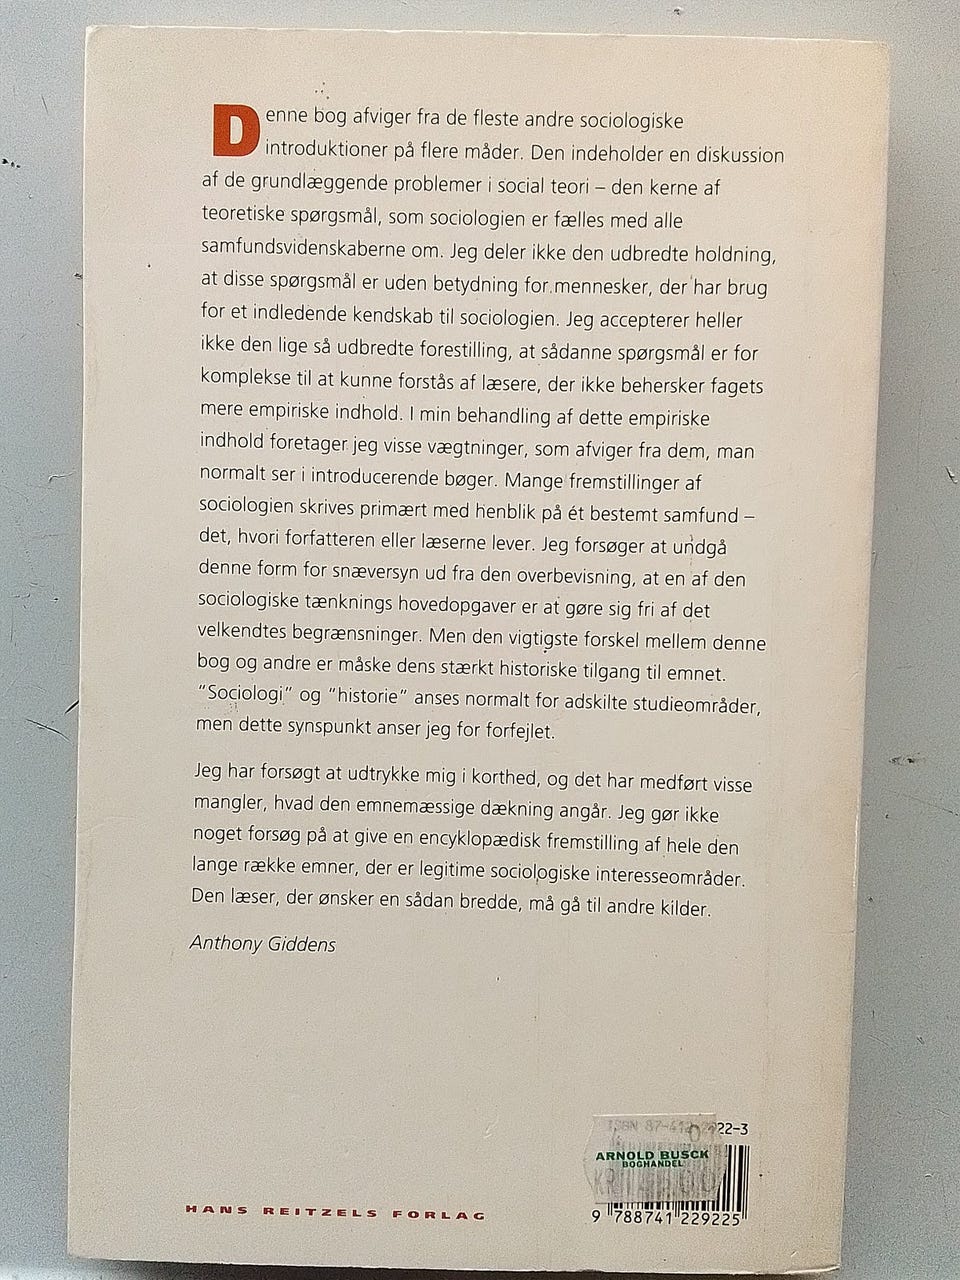 Denne bog afviger fra de fleste andre sociologiske
introduktioner på flere måder. Den indeholder en diskussion
af de grundlæggende problemer i social teori – den kerne af
teoretiske spørgsmål, som sociologien er fælles med alle
samfundsvidenskaberne om. Jeg deler ikke den udbredte holdning,
at disse spørgsmål er uden betydning for mennesker, der har brug
for et indledende kendskab til sociologien. Jeg accepterer heller
ikke den lige så udbredte forestilling, at sådanne spørgsmål er for
komplekse til at kunne forstås af læsere, der ikke behersker fagets
mere empiriske indhold. I min behandling af dette empiriske
indhold foretager jeg visse vægtninger, som afviger fra dem, man
normalt ser i introducerende bøger. Mange fremstillinger af
sociologien skrives primært med henblik på ét bestemt samfund –
det, hvori forfatteren eller læserne lever. Jeg forsøger at undgå
denne form for snæversyn ud fra den overbevisning, at en af den
sociologiske tænknings hovedopgaver er at gøre sig fri af det
velkendtes begrænsninger. Men den vigtigste forskel mellem denne
bog og andre er måske dens stærkt historiske tilgang til emnet.
"Sociologi" og "historie" anses normalt for adskilte studieområder,
men dette synspunkt anser jeg for forfejlet.
Jeg har forsøgt at udtrykke mig i korthed, og det har medført visse
mangler, hvad den emnemæssige dækning angår. Jeg gør ikke
noget forsøg på at give en encyklopædisk fremstilling af hele den
lange række emner, der er legitime sociologiske interesseområder.
Den læser, der ønsker en sådan bredde, må gå til andre kilder.
Anthony Giddens
ISBN 87-412-2922-3
ARNOLD BUSCK
BOGHANDEL
HANS REITZELS FORLAG
9 788741 229225